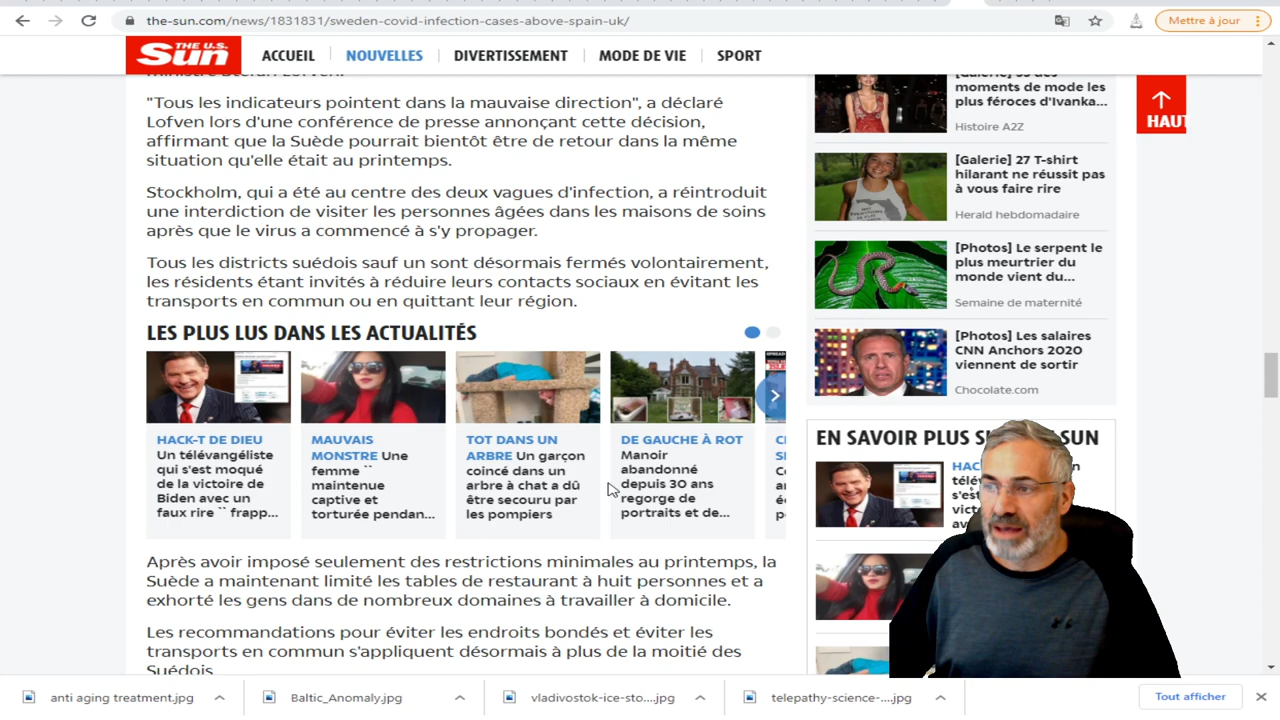 the-sun.com/news/1831831/sweden-covid-infection-cases-above-spain-uk/
Mettre à jour
THE U.S. Sun
ACCUEIL
NOUVELLES
DIVERTISSEMENT
MODE DE VIE
SPORT
"Tous les indicateurs pointent dans la mauvaise direction", a déclaré
Lofven lors d'une conférence de presse annonçant cette décision,
affirmant que la Suède pourrait bientôt être de retour dans la même
situation qu'elle était au printemps.
Stockholm, qui a été au centre des deux vagues d'infection, a réintroduit
une interdiction de visiter les personnes âgées dans les maisons de soins
après que le virus a commencé à s'y propager.
Tous les districts suédois sauf un sont désormais fermés volontairement,
les résidents étant invités à réduire leurs contacts sociaux en évitant les
transports en commun ou en quittant leur région.
LES PLUS LUS DANS LES ACTUALITÉS
HACK-T DE DIEU
Un télévangéliste
qui s'est moqué
de la victoire de
Biden avec un
faux rire `` frapp...
MAUVAIS
MONSTRE Une
femme ``
maintenue
captive et
torturée pendan...
TOT DANS UN
ARBRE Un garçon
coincé dans un
arbre à chat a dû
être secouru par
les pompiers
DE GAUCHE À ROT
Manoir
abandonné
depuis 30 ans
regorge de
portraits et de...
Après avoir imposé seulement des restrictions minimales au printemps, la
Suède a maintenant limité les tables de restaurant à huit personnes et a
exhorté les gens dans de nombreux domaines à travailler à domicile.
Les recommandations pour éviter les endroits bondés et éviter les
transports en commun s'appliquent désormais à plus de la moitié des
Suédois
moments de mode les
plus féroces d'Ivanka...
Histoire A2Z
[Galerie] 27 T-shirt
hilarant ne réussit pas
à vous faire rire
Herald hebdomadaire
[Photos] Le serpent le
plus meurtrier du
monde vient du...
Semaine de maternité
[Photos] Les salaires
CNN Anchors 2020
viennent de sortir
Chocolate.com
HAUT
EN SAVOIR PLUS S SUN
HAC
télé
s'es
vict
anti aging treatment.jpg
Baltic_Anomaly.jpg
vladivostok-ice-sto....jpg
telepathy-science-....jpg
Tout afficher